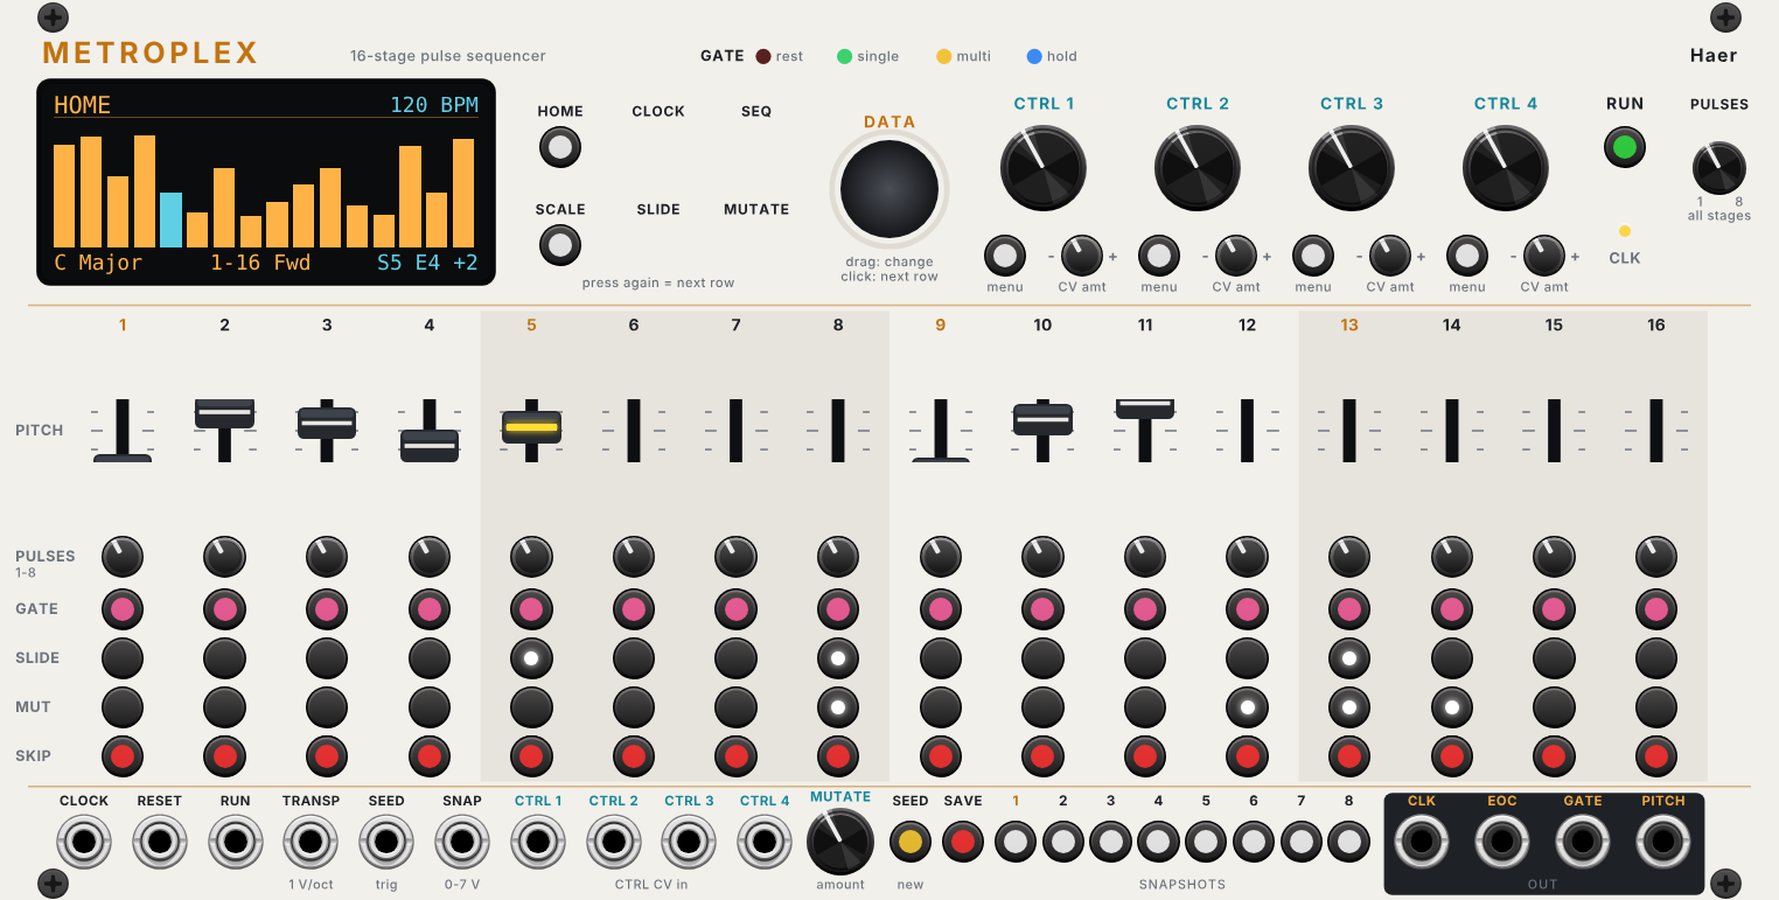 METROPLEX
16-stage pulse sequencer
GATE rest single multi hold
Haer
HOME 120 BPM
C Major 1-16 Fwd S5 E4 +2
HOME CLOCK SEQ
SCALE SLIDE MUTATE
press again = next row
DATA
drag: change
click: next row
CTRL 1 CTRL 2 CTRL 3 CTRL 4
- + - + - + - +
menu CV amt menu CV amt menu CV amt menu CV amt
RUN
CLK
PULSES
1 8
all stages
1 2 3 4 5 6 7 8 9 10 11 12 13 14 15 16
PITCH
PULSES
1-8
GATE
SLIDE
MUT
SKIP
CLOCK RESET RUN TRANSP SEED SNAP CTRL 1 CTRL 2 CTRL 3 CTRL 4 MUTATE SEED SAVE 1 2 3 4 5 6 7 8 CLK EOC GATE PITCH
1 V/oct trig 0-7 V CTRL CV in amount new SNAPSHOTS OUT